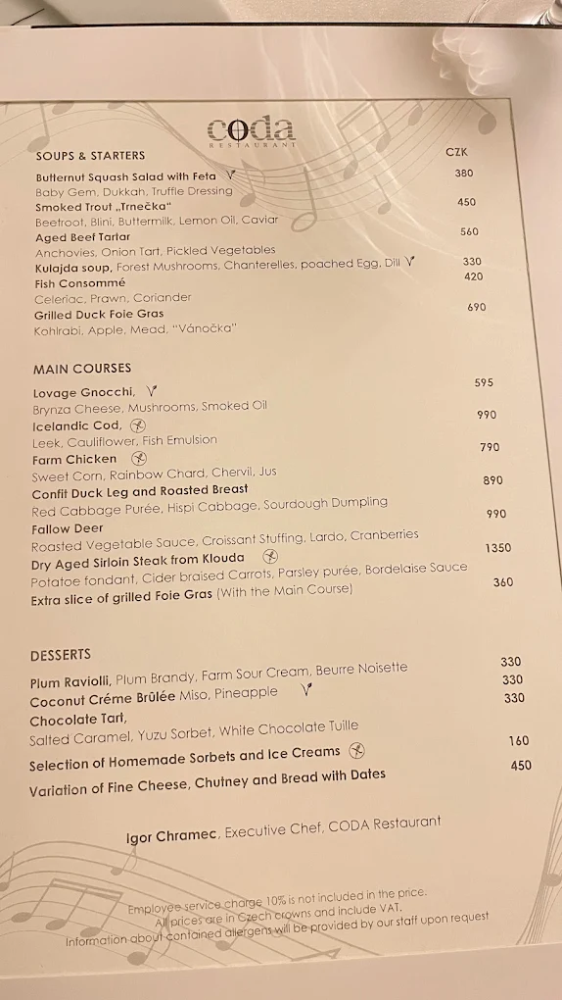 coda
RESTAURANT
SOUPS & STARTERS CZK
Butternut Squash Salad with Feta 380
Baby Gem, Dukkah, Truffle Dressing
Smoked Trout „Trnečka“ 450
Beetroot, Blini, Buttermilk, Lemon Oil, Caviar
Aged Beef Tartar 560
Anchovies, Onion Tart, Pickled Vegetables
Kulajda soup, Forest Mushrooms, Chanterelles, poached Egg, Dill 330
Fish Consommé 420
Celeriac, Prawn, Coriander
Grilled Duck Foie Gras 690
Kohlrabi, Apple, Mead, “Vánočka”
MAIN COURSES
Lovage Gnocchi, 595
Brynza Cheese, Mushrooms, Smoked Oil
Icelandic Cod, 990
Leek, Cauliflower, Fish Emulsion
Farm Chicken 790
Sweet Corn, Rainbow Chard, Chervil, Jus
Confit Duck Leg and Roasted Breast 890
Red Cabbage Purée, Hispi Cabbage, Sourdough Dumpling
Fallow Deer 990
Roasted Vegetable Sauce, Croissant Stuffing, Lardo, Cranberries
Dry Aged Sirloin Steak from Klouda 1350
Potatoe fondant, Cider braised Carrots, Parsley purée, Bordelaise Sauce
Extra slice of grilled Foie Gras (With the Main Course) 360
DESSERTS
Plum Raviolli, Plum Brandy, Farm Sour Cream, Beurre Noisette 330
Coconut Créme Brûlée Miso, Pineapple 330
Chocolate Tart, 330
Salted Caramel, Yuzu Sorbet, White Chocolate Tuille
Selection of Homemade Sorbets and Ice Creams 160
Variation of Fine Cheese, Chutney and Bread with Dates 450
Igor Chramec, Executive Chef, CODA Restaurant
Employee service charge 10% is not included in the price.
All prices are in Czech crowns and include VAT.
Information about contained allergens will be provided by our staff upon request